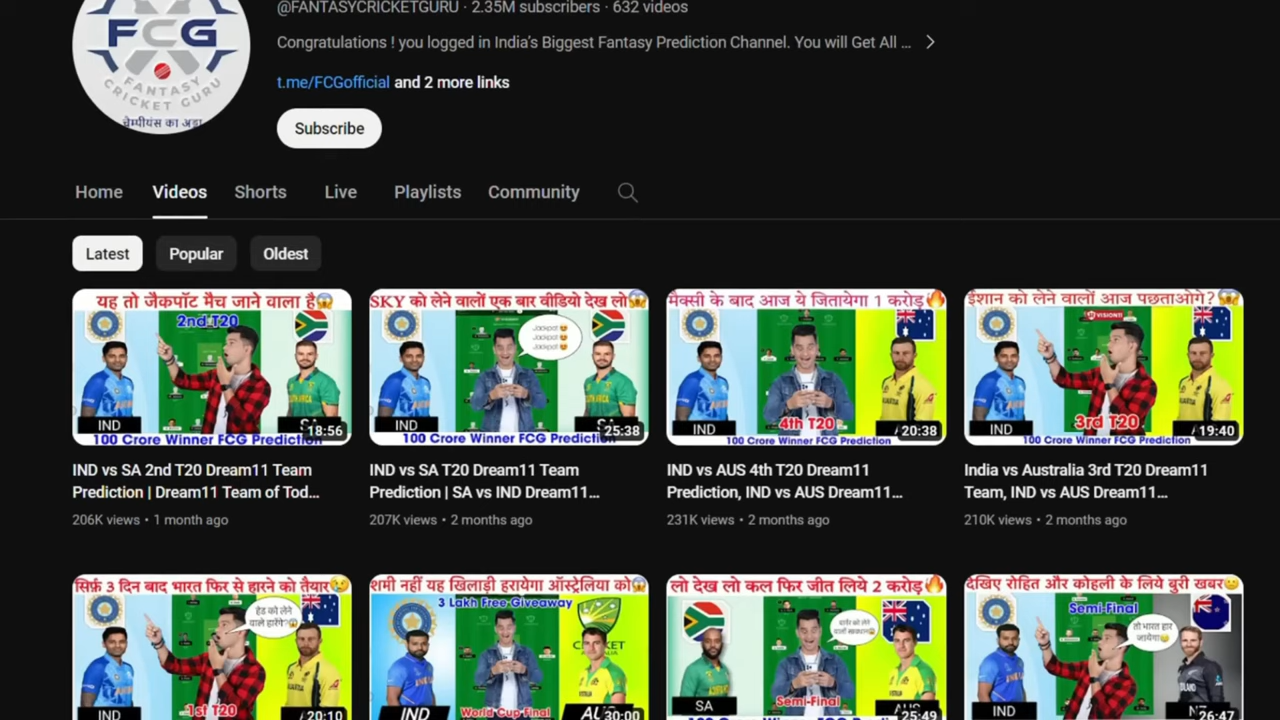 @FANTASYCRICKETGURU · 2.35M subscribers · 632 videos
FCG
FANTASY
CRICKET GURU
चैम्पीयंस का अड्डा
Congratulations ! you logged in India's Biggest Fantasy Prediction Channel. You will Get All ...
t.me/FCGofficial and 2 more links
Subscribe
Home Videos Shorts Live Playlists Community
Latest Popular Oldest
यह तो जैकपॉट मैच जाने वाला है
2nd T20
IND
18:56
100 Crore Winner FCG Prediction
IND vs SA 2nd T20 Dream11 Team
Prediction | Dream11 Team of Tod...
206K views • 1 month ago
SKY को लेने वालों एक बार वीडियो देख लो
Jackpot
Jackpot
Jackpot
IND
25:38
100 Crore Winner FCG Prediction
IND vs SA T20 Dream11 Team
Prediction | SA vs IND Dream11...
207K views • 2 months ago
मैक्सी के बाद आज ये जितायेगा 1 करोड़
4th T20
IND
20:38
100 Crore Winner FCG Prediction
IND vs AUS 4th T20 Dream11
Prediction, IND vs AUS Dream11...
231K views • 2 months ago
ईशान को लेने वालों आज पछताओगे?
VISION11
3rd T20
IND
19:40
100 Crore Winner FCG Prediction
India vs Australia 3rd T20 Dream11
Team, IND vs AUS Dream11...
210K views • 2 months ago
सिर्फ़ 3 दिन बाद भारत फिर से हारने को तैयार
हेड को लेने
वाले हारेंगे?
1st T20
IND
20:10
शमी नहीं यह खिलाड़ी हरायेगा ऑस्ट्रेलिया को
3 Lakh Free Giveaway
CRICKET
World Cup Final
IND
30:00
लो देख लो कल फिर जीत लिये 2 करोड़
वार्नर को लेने
वालों सावधान
Semi-Final
SA
25:49
देखिए रोहित और कोहली के लिये बुरी खबर
Semi-Final
तो भारत हार
जायेगा
IND
26:47